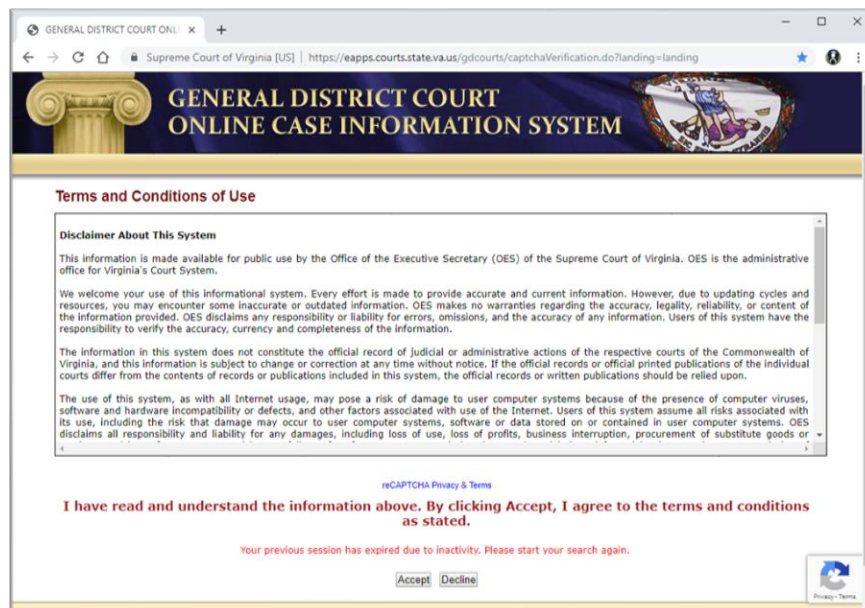 GENERAL DISTRICT COURT ONLI
Supreme Court of Virginia [US] | https://eapps.courts.state.va.us/gdcourts/captchaVerification.do?landing=landing
GENERAL DISTRICT COURT
ONLINE CASE INFORMATION SYSTEM
Terms and Conditions of Use
Disclaimer About This System
This information is made available for public use by the Office of the Executive Secretary (OES) of the Supreme Court of Virginia. OES is the administrative
office for Virginia's Court System.
We welcome your use of this informational system. Every effort is made to provide accurate and current information. However, due to updating cycles and
resources, you may encounter some inaccurate or outdated information. OES makes no warranties regarding the accuracy, legality, reliability, or content of
the information provided. OES disclaims any responsibility or liability for errors, omissions, and the accuracy of any information. Users of this system have the
responsibility to verify the accuracy, currency and completeness of the information.
The information in this system does not constitute the official record of judicial or administrative actions of the respective courts of the Commonwealth of
Virginia, and this information is subject to change or correction at any time without notice. If the official records or official printed publications of the individual
courts differ from the contents of records or publications included in this system, the official records or written publications should be relied upon.
The use of this system, as with all Internet usage, may pose a risk of damage to user computer systems because of the presence of computer viruses,
software and hardware incompatibility or defects, and other factors associated with use of the Internet. Users of this system assume all risks associated with
its use, including the risk that damage may occur to user computer systems, software or data stored on or contained in user computer systems. OES
disclaims all responsibility and liability for any damages, including loss of use, loss of profits, business interruption, procurement of substitute goods or
reCAPTCHA Privacy & Terms
I have read and understand the information above. By clicking Accept, I agree to the terms and conditions
as stated.
Your previous session has expired due to inactivity. Please start your search again.
Accept Decline
Privacy - Terms